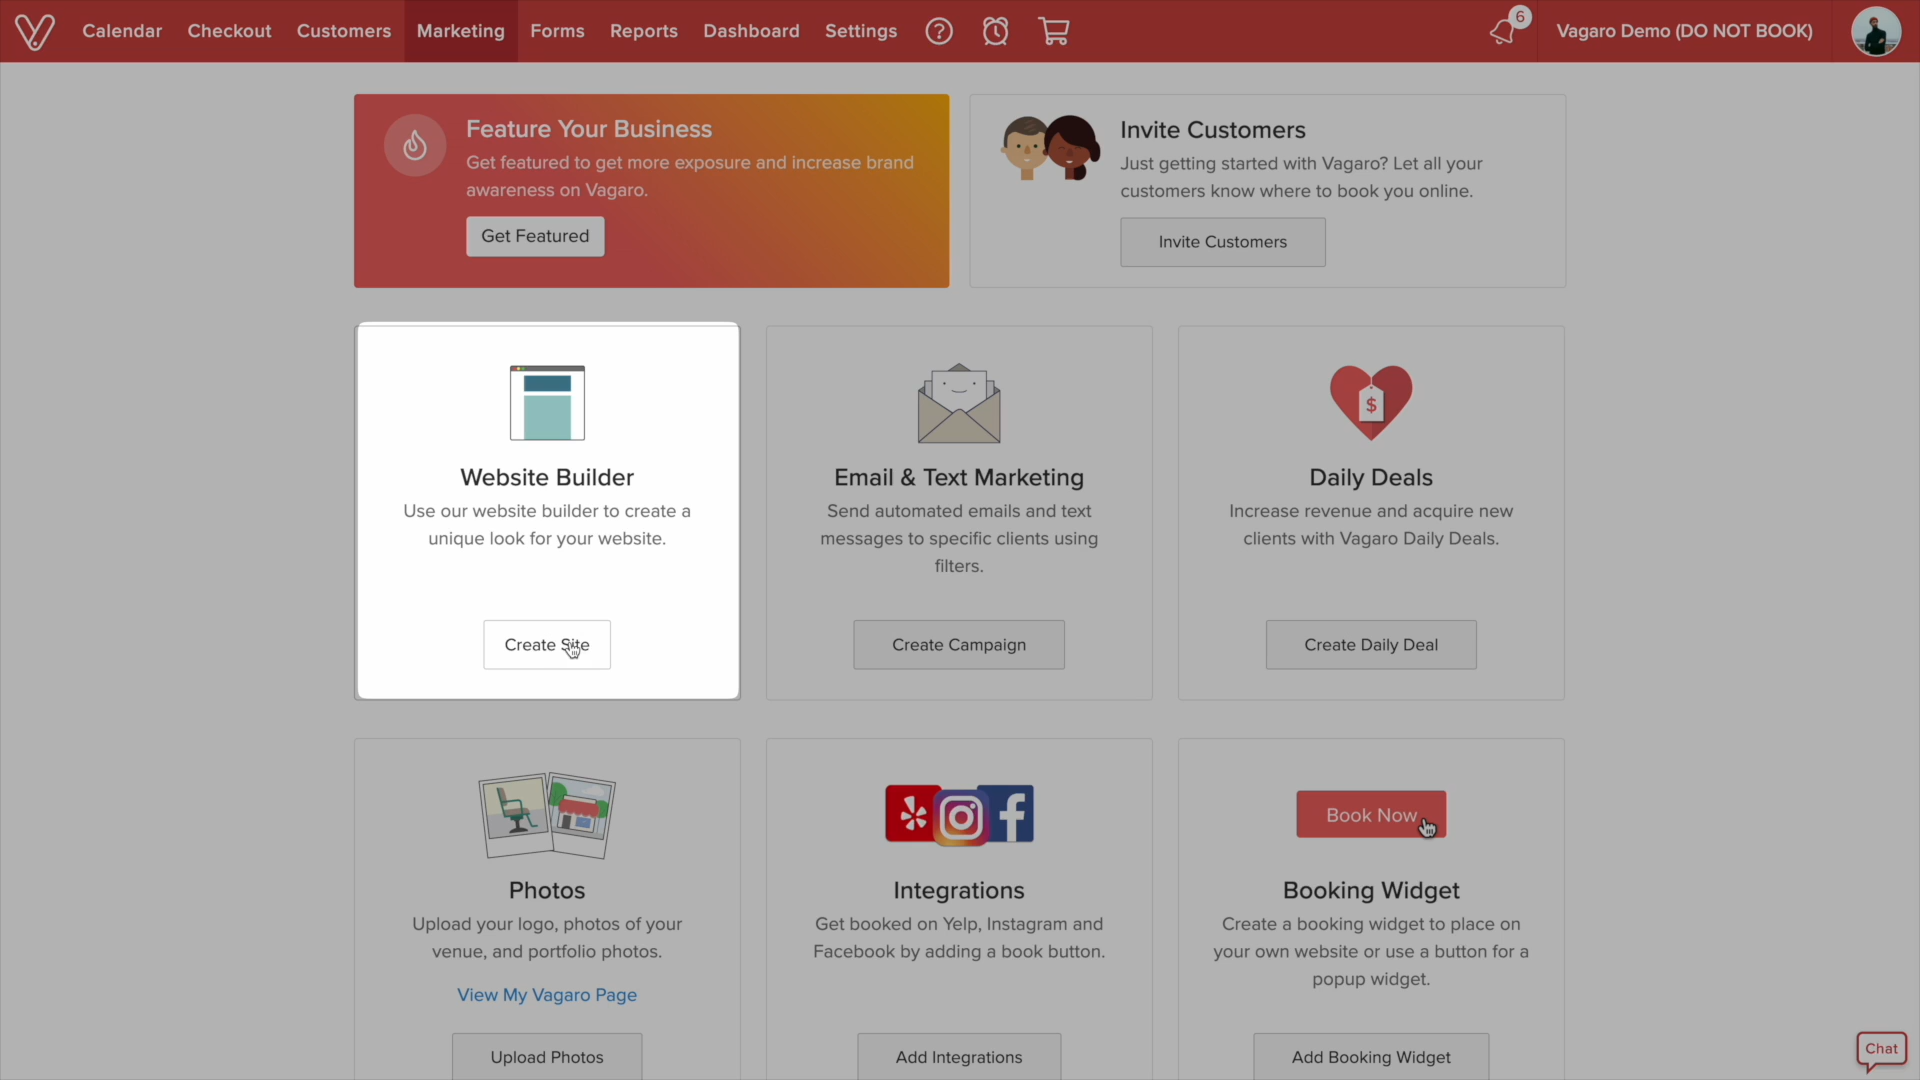 Calendar
Checkout
Customers
Marketing
Forms
Reports
Dashboard
Settings
?
6
Vagaro Demo (DO NOT BOOK)
Feature Your Business
Get featured to get more exposure and increase brand
awareness on Vagaro.
Get Featured
Invite Customers
Just getting started with Vagaro? Let all your
customers know where to book you online.
Invite Customers
Website Builder
Use our website builder to create a
unique look for your website.
Create Site
Email & Text Marketing
Send automated emails and text
messages to specific clients using
filters.
Create Campaign
$
Daily Deals
Increase revenue and acquire new
clients with Vagaro Daily Deals.
Create Daily Deal
Photos
Upload your logo, photos of your
venue, and portfolio photos.
View My Vagaro Page
Upload Photos
f
Integrations
Get booked on Yelp, Instagram and
Facebook by adding a book button.
Add Integrations
Book Now
Booking Widget
Create a booking widget to place on
your own website or use a button for a
popup widget.
Add Booking Widget
Chat